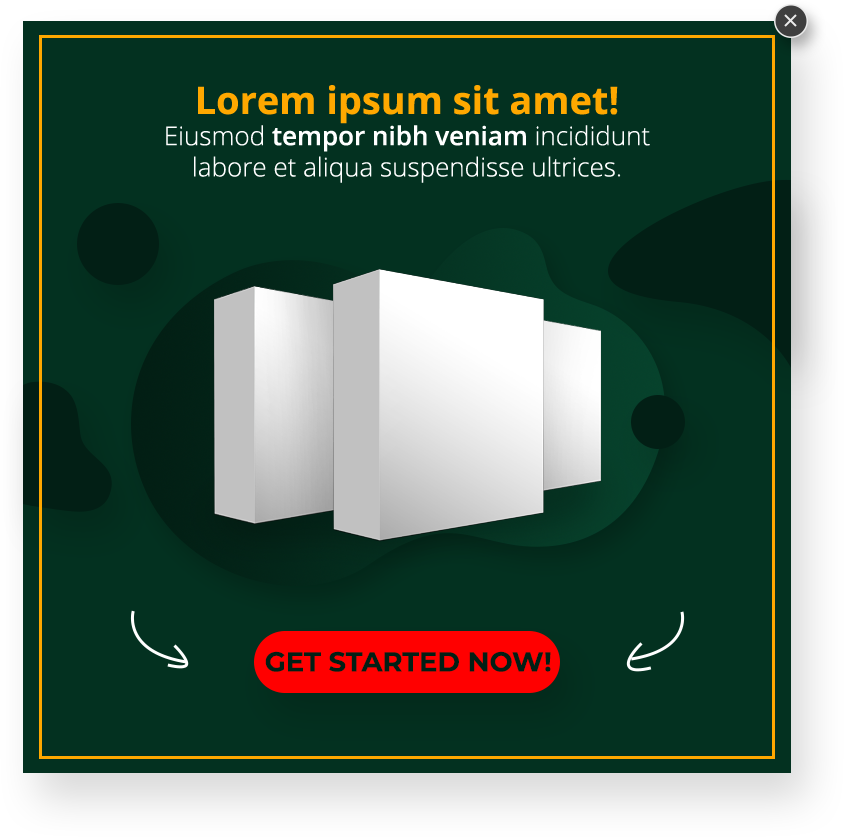 Lorem ipsum sit amet!
Eiusmod tempor nibh veniam incididunt
labore et aliqua suspendisse ultrices.
GET STARTED NOW!